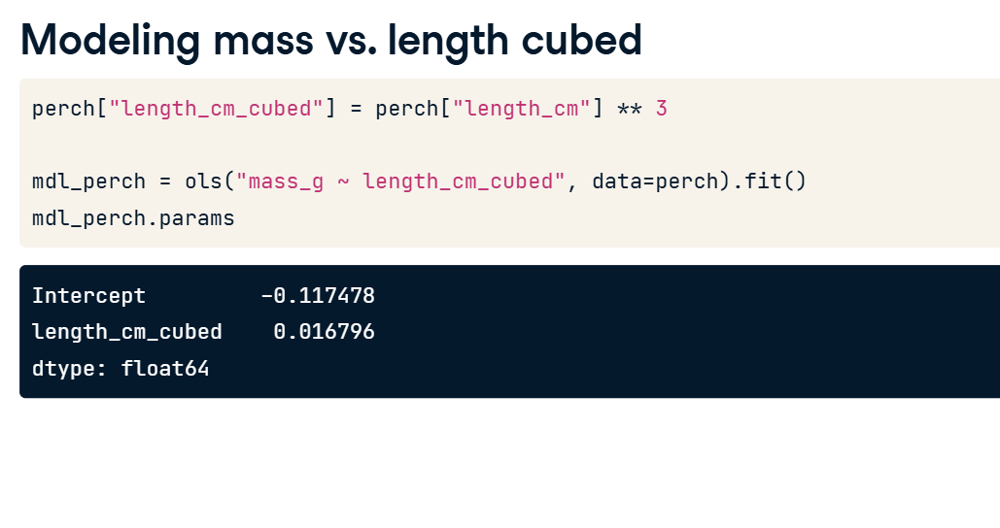 Modeling mass vs. length cubed
perch["length_cm_cubed"] = perch["length_cm"] ** 3
mdl_perch = ols("mass_g ~ length_cm_cubed", data=perch).fit()
mdl_perch.params
Intercept         -0.117478
length_cm_cubed    0.016796
dtype: float64